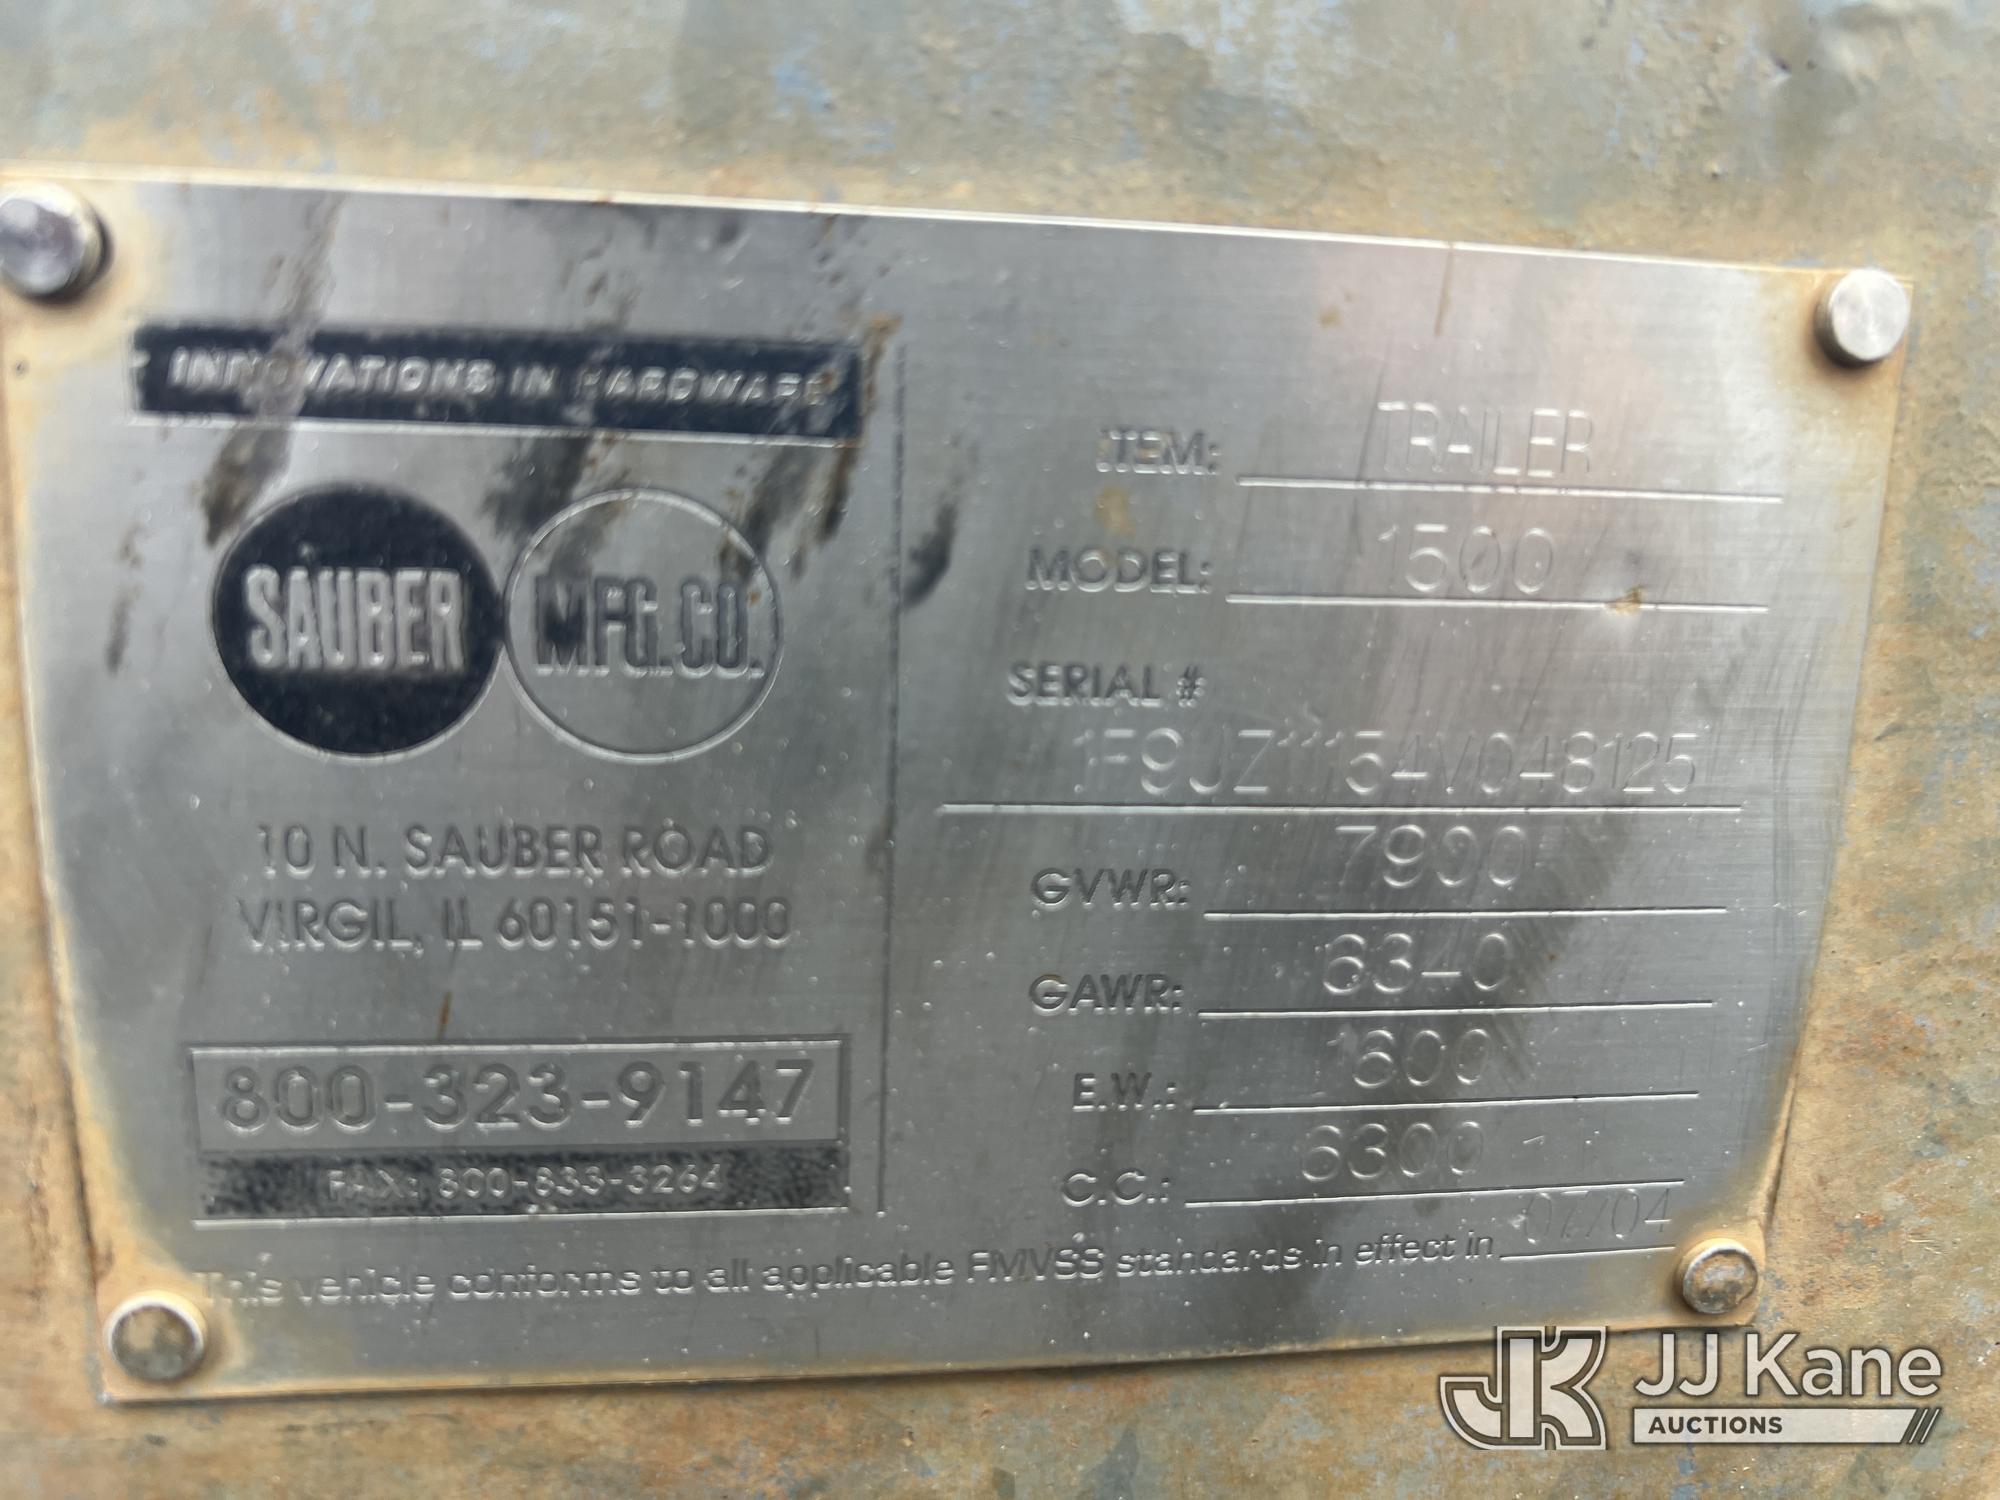 INNOVATIONS IN HARDWARE
SAUBER MFG. CO.
10 N. SAUBER ROAD
VIRGIL, IL 60151-1000
800-323-9147
FAX: 800-833-3264
ITEM: TRAILER
MODEL: 1500
SERIAL #
1F9JZ11154V048125
GVWR: 7900
GAWR: 6340
E.W.: 1600
C.C.: 6300
This vehicle conforms to all applicable FMVSS standards in effect in 07/04
JK JJ Kane
AUCTIONS